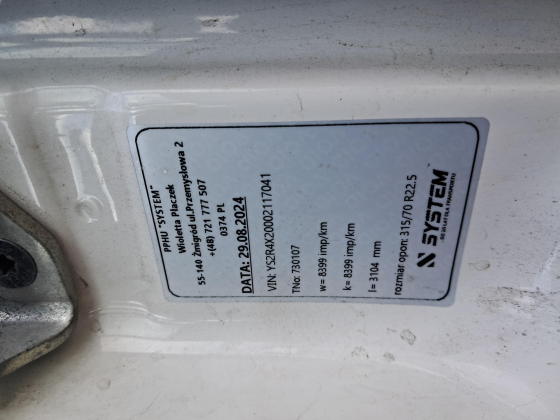 PPHU "SYSTEM"
Wioletta Placzek
55-140 Żmigród ul.Przemysłowa 2
+(48) 721 777 507
0374 PL
DATA: 29.08.2024
VIN: YS2R4X20002117041
TNo: 730107
w= 8399 imp/km
k= 8399 imp/km
l= 3104 mm
rozmiar opon: 315/70 R22.5
SYSTEM